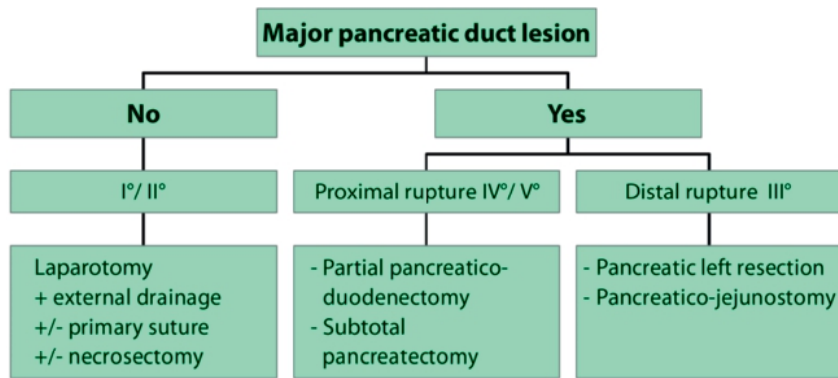 Major pancreatic duct lesion
No
Yes
I°/ II°
Proximal rupture IV°/ V°
Distal rupture III°
Laparotomy
+ external drainage
+/- primary suture
+/- necrosectomy
- Partial pancreatico-
duodenectomy
- Subtotal
pancreatectomy
- Pancreatic left resection
- Pancreatico-jejunostomy